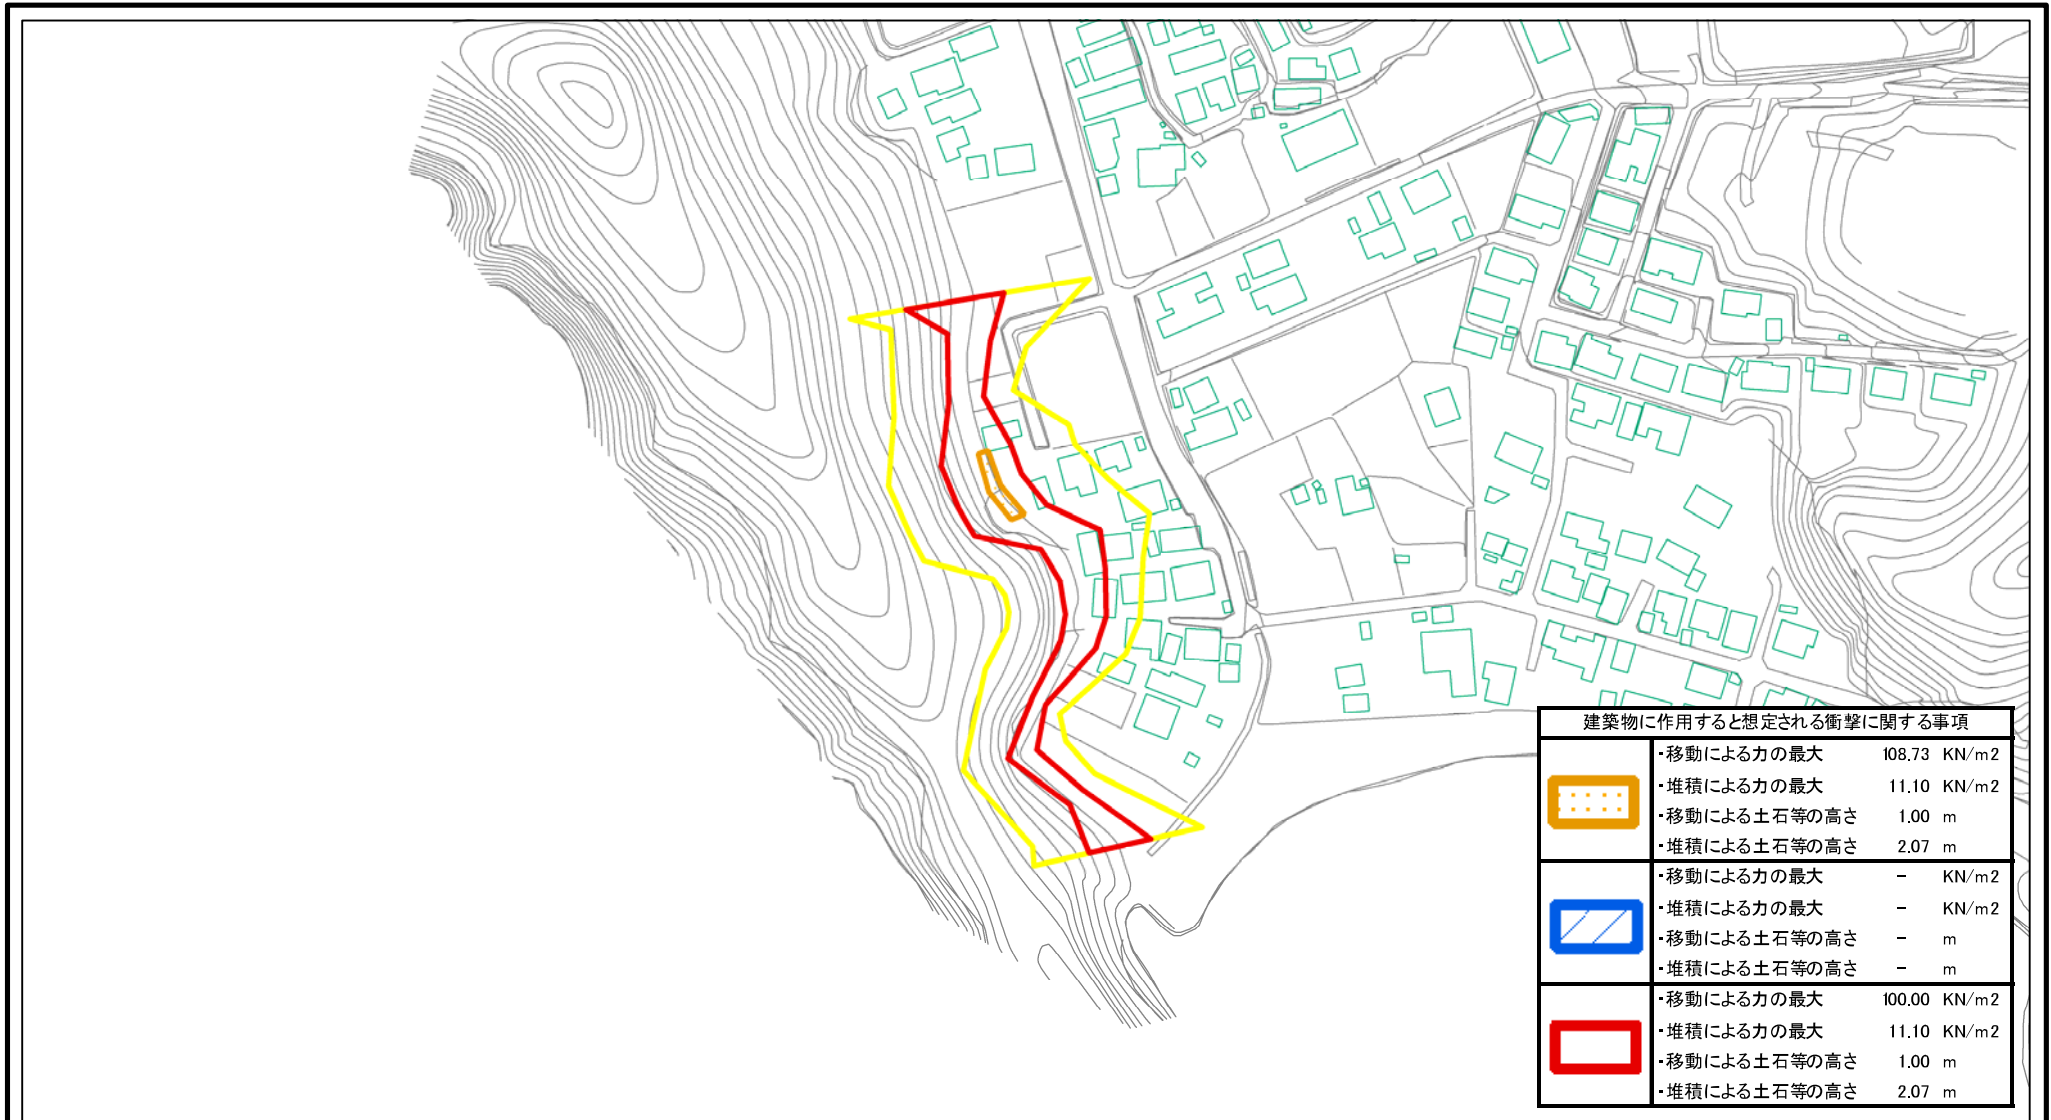 建築物に作用すると想定される衝撃に関する事項
・移動による力の最大 108.73 KN/m2
・堆積による力の最大 11.10 KN/m2
・移動による土石等の高さ 1.00 m
・堆積による土石等の高さ 2.07 m
・移動による力の最大 - KN/m2
・堆積による力の最大 - KN/m2
・移動による土石等の高さ - m
・堆積による土石等の高さ - m
・移動による力の最大 100.00 KN/m2
・堆積による力の最大 11.10 KN/m2
・移動による土石等の高さ 1.00 m
・堆積による土石等の高さ 2.07 m